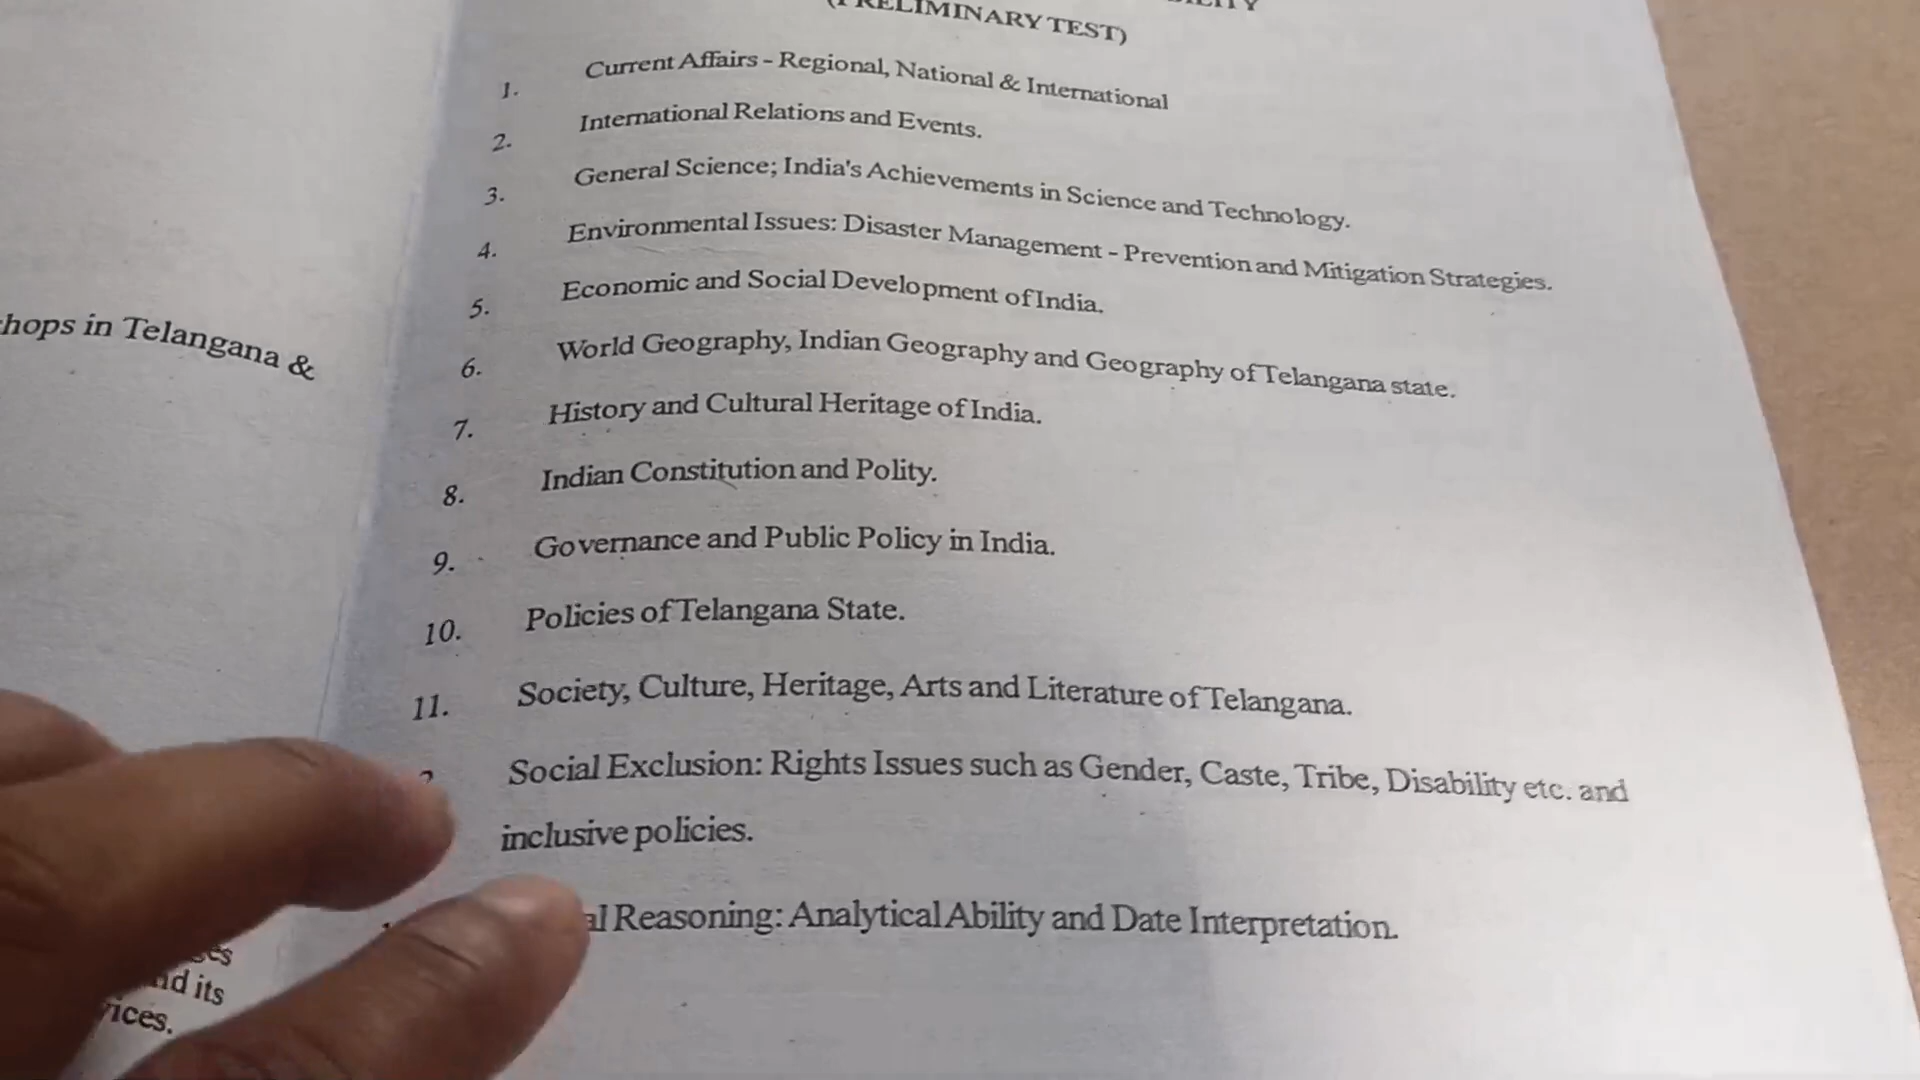 hops in Telangana &
es
nd its
vices.
(PRELIMINARY TEST)
1. Current Affairs - Regional, National & International
2. International Relations and Events.
3. General Science; India's Achievements in Science and Technology.
4. Environmental Issues: Disaster Management - Prevention and Mitigation Strategies.
5. Economic and Social Development of India.
6. World Geography, Indian Geography and Geography of Telangana state.
7. History and Cultural Heritage of India.
8. Indian Constitution and Polity.
9. Governance and Public Policy in India.
10. Policies of Telangana State.
11. Society, Culture, Heritage, Arts and Literature of Telangana.
Social Exclusion: Rights Issues such as Gender, Caste, Tribe, Disability etc. and
inclusive policies.
al Reasoning: Analytical Ability and Date Interpretation.